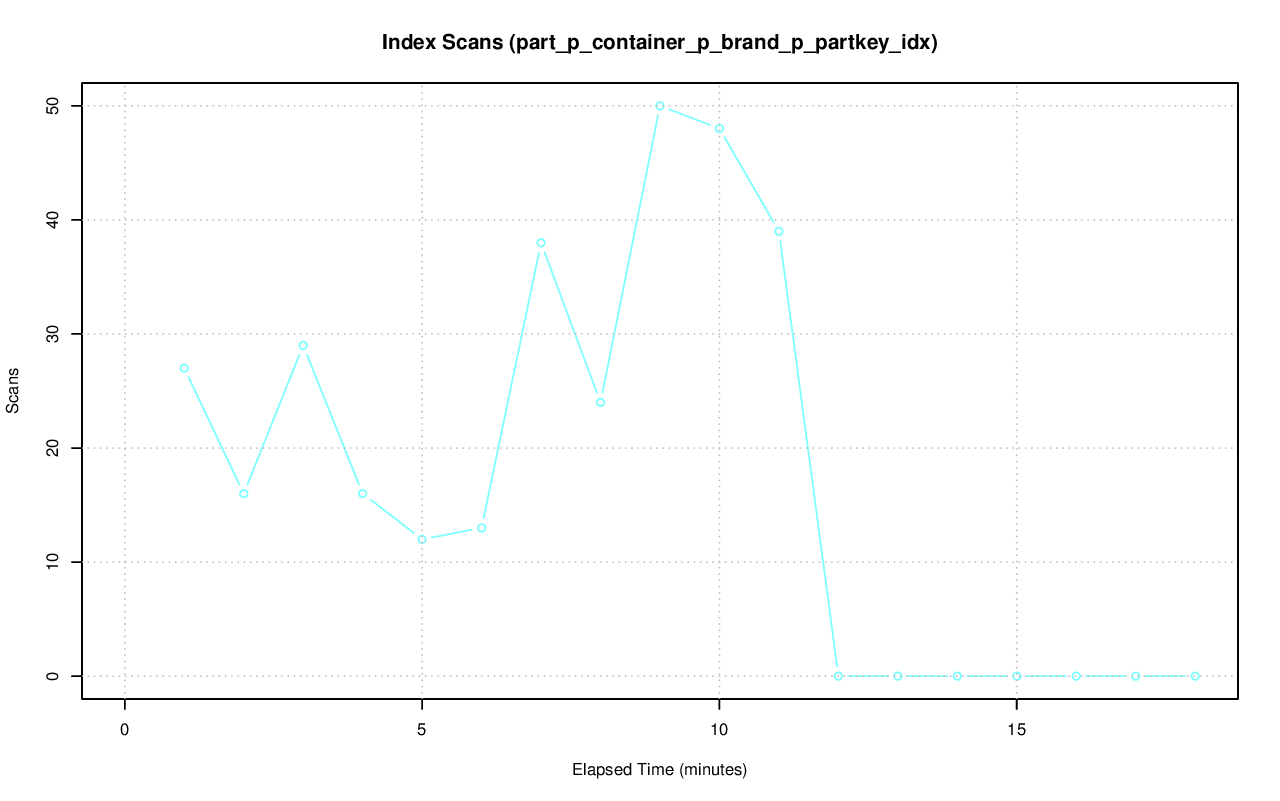 Index Scans (part_p_container_p_brand_p_partkey_idx)
50
40
30
20
10
0
Scans
0 5 10 15
Elapsed Time (minutes)